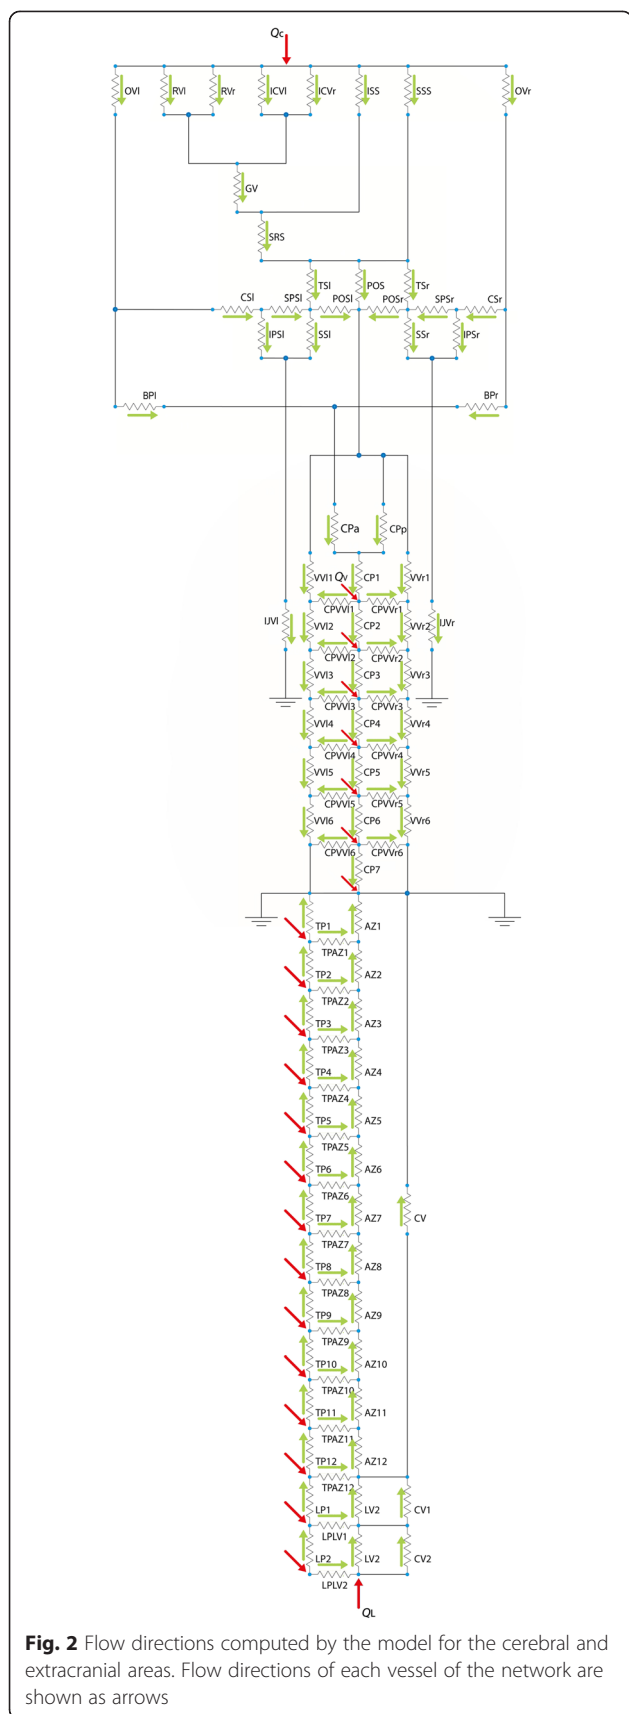 Qc
OVl RVl RVr ICVl ICVr ISS SSS OVr
GV
SRS
TSl POS TSr
CSl SPSl POSl POSr SPSr CSr
IPSl SSl SSr IPSr
BPl BPr
CPa CPp
VVl1 Qv CP1 VVr1
CPVVl1 CPVVr1
IJVl VVl2 CP2 VVr2 IJVr
CPVVl2 CPVVr2
VVl3 CP3 VVr3
CPVVl3 CPVVr3
VVl4 CP4 VVr4
CPVVl4 CPVVr4
VVl5 CP5 VVr5
CPVVl5 CPVVr5
VVl6 CP6 VVr6
CPVVl6 CPVVr6
CP7
TP1 AZ1
TPAZ1
TP2 AZ2
TPAZ2
TP3 AZ3
TPAZ3
TP4 AZ4
TPAZ4
TP5 AZ5
TPAZ5
TP6 AZ6
TPAZ6
TP7 AZ7 CV
TPAZ7
TP8 AZ8
TPAZ8
TP9 AZ9
TPAZ9
TP10 AZ10
TPAZ10
TP11 AZ11
TPAZ11
TP12 AZ12
TPAZ12
LP1 LV2 CV1
LPLV1
LP2 LV2 CV2
LPLV2
QL
Fig. 2 Flow directions computed by the model for the cerebral and
extracranial areas. Flow directions of each vessel of the network are
shown as arrows